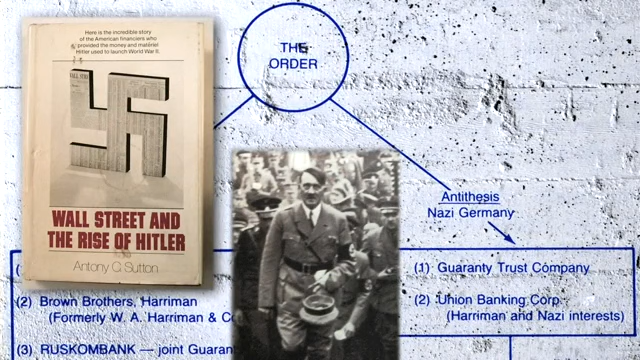 Here is the incredible story
of the American financiers who
provided the money and matériel
Hitler used to launch World War II.
WALL STREET AND
THE RISE OF HITLER
Antony C. Sutton
THE
ORDER
Antithesis
Nazi Germany
(1) Guaranty Trust Company
(2) Union Banking Corp.
(Harriman and Nazi interests)
(2) Brown Brothers, Harriman
(Formerly W. A. Harriman & C
(3) RUSKOMBANK — joint Guaran